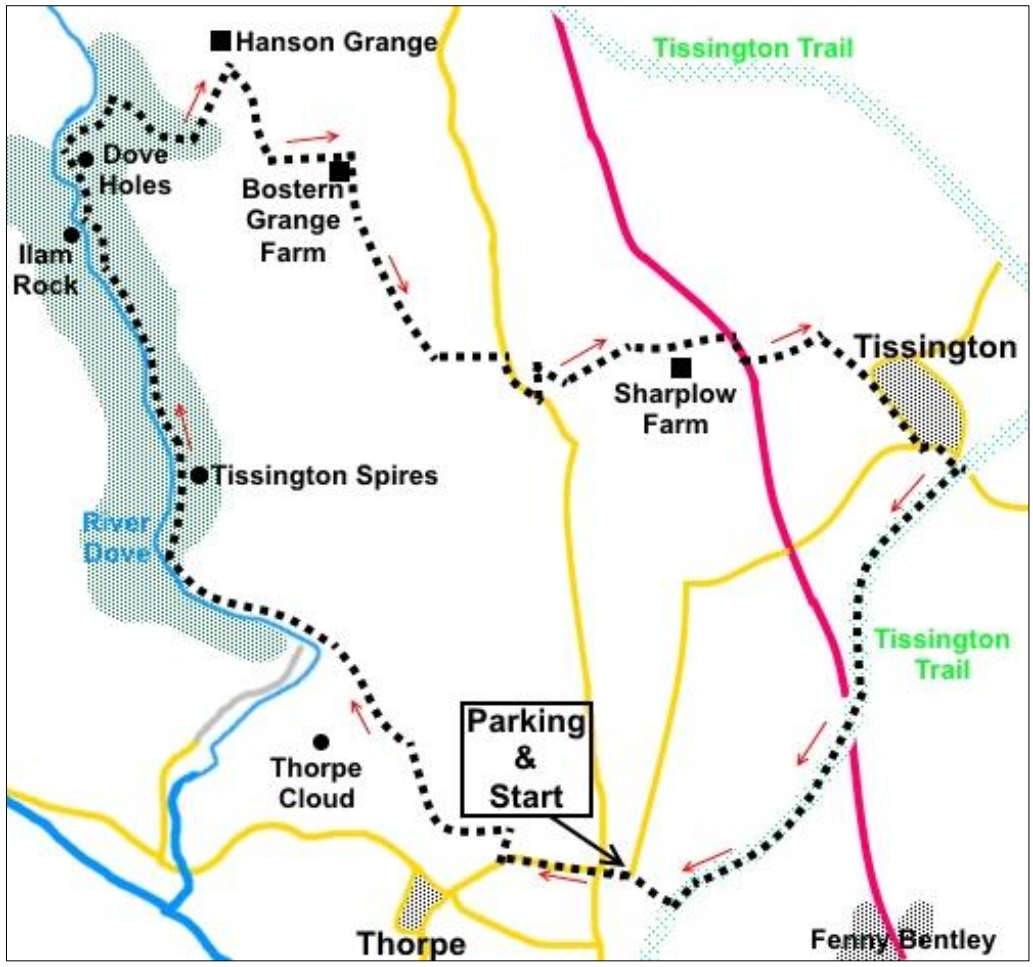 Hanson Grange
Tissington Trail
Dove
Holes
Bostern
Grange
Farm
Ilam
Rock
Tissington
Sharplow
Farm
Tissington Spires
River
Dove
Tissington
Trail
Parking
&
Start
Thorpe
Cloud
Thorpe
Fenny Bentley